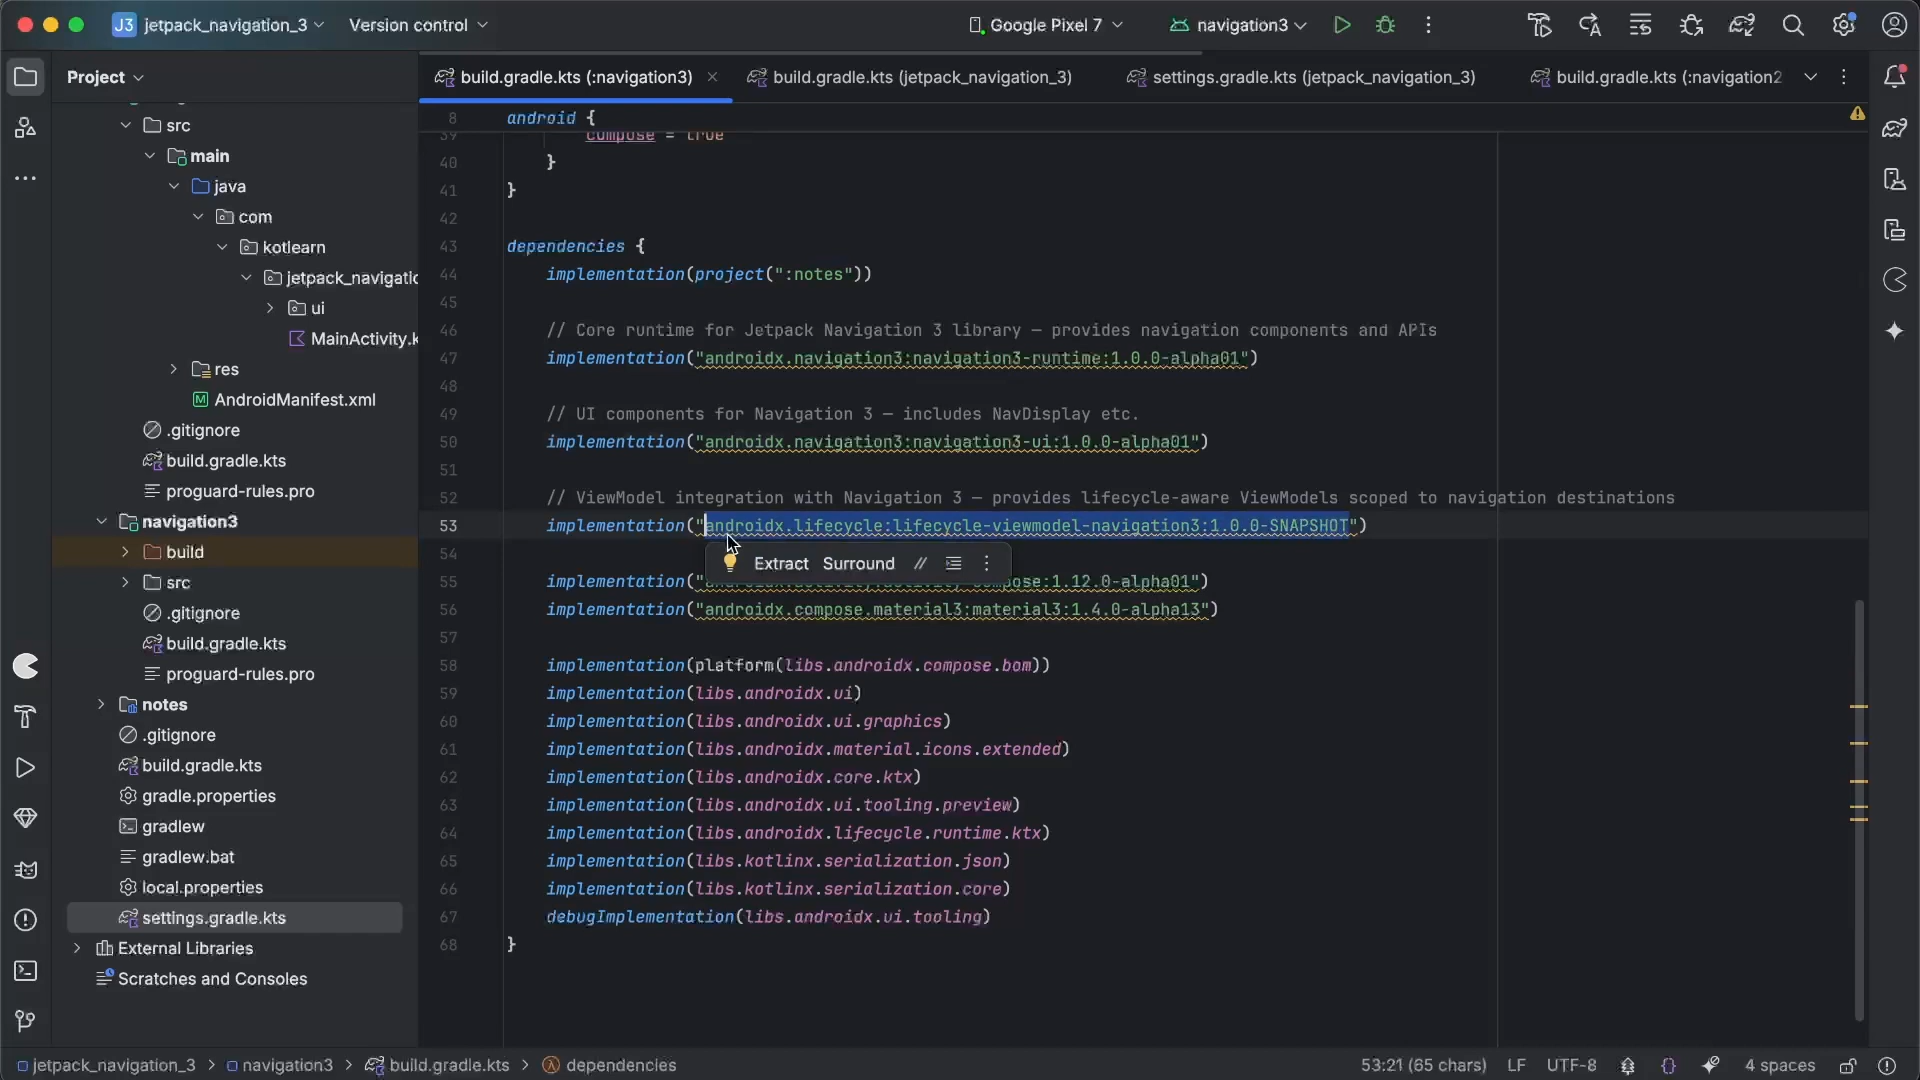 J3 jetpack_navigation_3
Version control
Google Pixel 7
navigation3
Project
build.gradle.kts (:navigation3)
build.gradle.kts (jetpack_navigation_3)
settings.gradle.kts (jetpack_navigation_3)
build.gradle.kts (:navigation2
src
main
java
com
kotlearn
jetpack_navigatic
ui
MainActivity.k
res
AndroidManifest.xml
.gitignore
build.gradle.kts
proguard-rules.pro
navigation3
build
src
.gitignore
build.gradle.kts
proguard-rules.pro
notes
.gitignore
build.gradle.kts
gradle.properties
gradlew
gradlew.bat
local.properties
settings.gradle.kts
External Libraries
Scratches and Consoles
8 android {
39 compose = true
40 }
41 }
42
43 dependencies {
44 implementation(project(":notes"))
45
46 // Core runtime for Jetpack Navigation 3 library – provides navigation components and APIs
47 implementation("androidx.navigation3:navigation3-runtime:1.0.0-alpha01")
48
49 // UI components for Navigation 3 – includes NavDisplay etc.
50 implementation("androidx.navigation3:navigation3-ui:1.0.0-alpha01")
51
52 // ViewModel integration with Navigation 3 – provides lifecycle-aware ViewModels scoped to navigation destinations
53 implementation("androidx.lifecycle:lifecycle-viewmodel-navigation3:1.0.0-SNAPSHOT")
54
Extract Surround //
55 implementation(" :1.12.0-alpha01")
56 implementation("androidx.compose.material3:material3:1.4.0-alpha13")
57
58 implementation(platform(libs.androidx.compose.bom))
59 implementation(libs.androidx.ui)
60 implementation(libs.androidx.ui.graphics)
61 implementation(libs.androidx.material.icons.extended)
62 implementation(libs.androidx.core.ktx)
63 implementation(libs.androidx.ui.tooling.preview)
64 implementation(libs.androidx.lifecycle.runtime.ktx)
65 implementation(libs.kotlinx.serialization.json)
66 implementation(libs.kotlinx.serialization.core)
67 debugImplementation(libs.androidx.ui.tooling)
68 }
jetpack_navigation_3 > navigation3 > build.gradle.kts > dependencies
53:21 (65 chars) LF UTF-8 {} 4 spaces